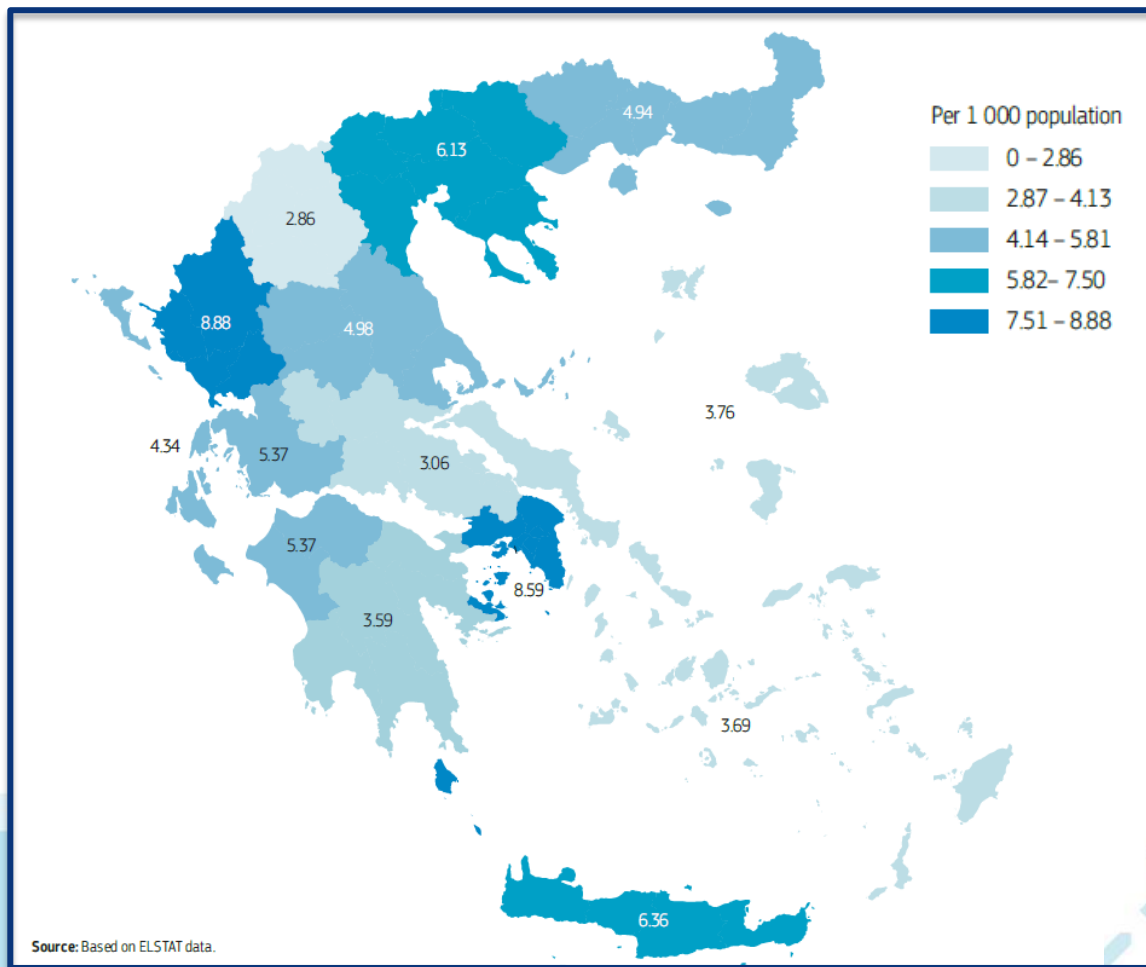 4.94
Per 1 000 population
0 – 2.86
6.13
2.87 – 4.13
2.86
4.14 – 5.81
5.82– 7.50
8.88
4.98
7.51 – 8.88
3.76
4.34
5.37
3.06
5.37
8.59
3.59
3.69
6.36
Source: Based on ELSTAT data.